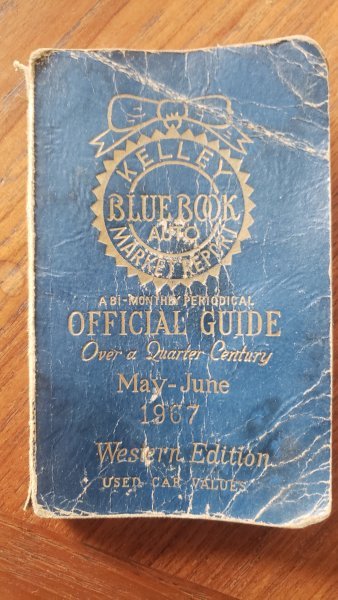 KELLEY
BLUE BOOK
AUTO
MARKET REPORT
A BI-MONTHLY PERIODICAL
OFFICIAL GUIDE
Over a Quarter Century
May-June
1967
Western Edition
USED CAR VALUES